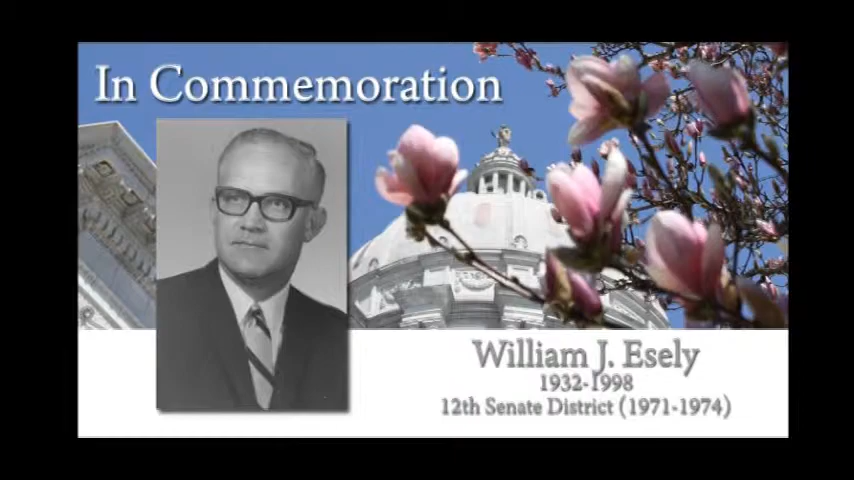 In Commemoration
William J. Esely
1932-1998
12th Senate District (1971-1974)